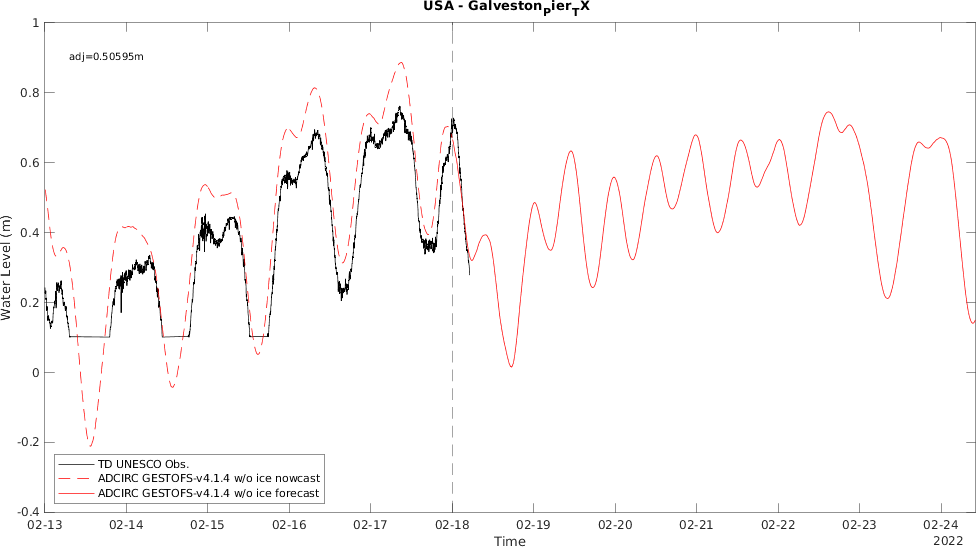 USA - GalvestonPierTX
1
adj=0.50595m
0.8
0.6
0.4
0.2
0
-0.2
-0.4
Water Level (m)
TD UNESCO Obs.
ADCIRC GESTOFS-v4.1.4 w/o ice nowcast
ADCIRC GESTOFS-v4.1.4 w/o ice forecast
02-13 02-14 02-15 02-16 02-17 02-18 02-19 02-20 02-21 02-22 02-23 02-24
Time
2022